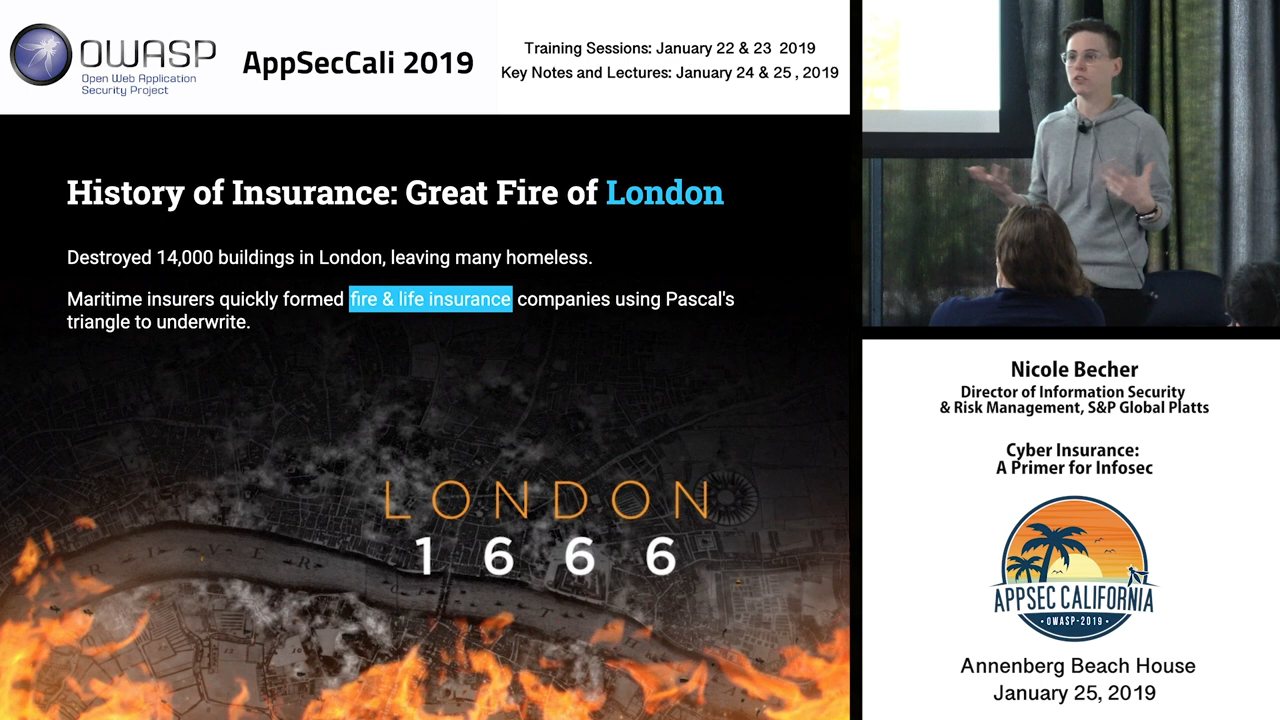 OWASP
Open Web Application
Security Project
AppSecCali 2019
Training Sessions: January 22 & 23 2019
Key Notes and Lectures: January 24 & 25 , 2019
History of Insurance: Great Fire of London
Destroyed 14,000 buildings in London, leaving many homeless.
Maritime insurers quickly formed fire & life insurance companies using Pascal's
triangle to underwrite.
LONDON
1666
RIVER
Nicole Becher
Director of Information Security
& Risk Management, S&P Global Platts
Cyber Insurance:
A Primer for Infosec
APPSEC CALIFORNIA
• OWASP-2019 •
Annenberg Beach House
January 25, 2019